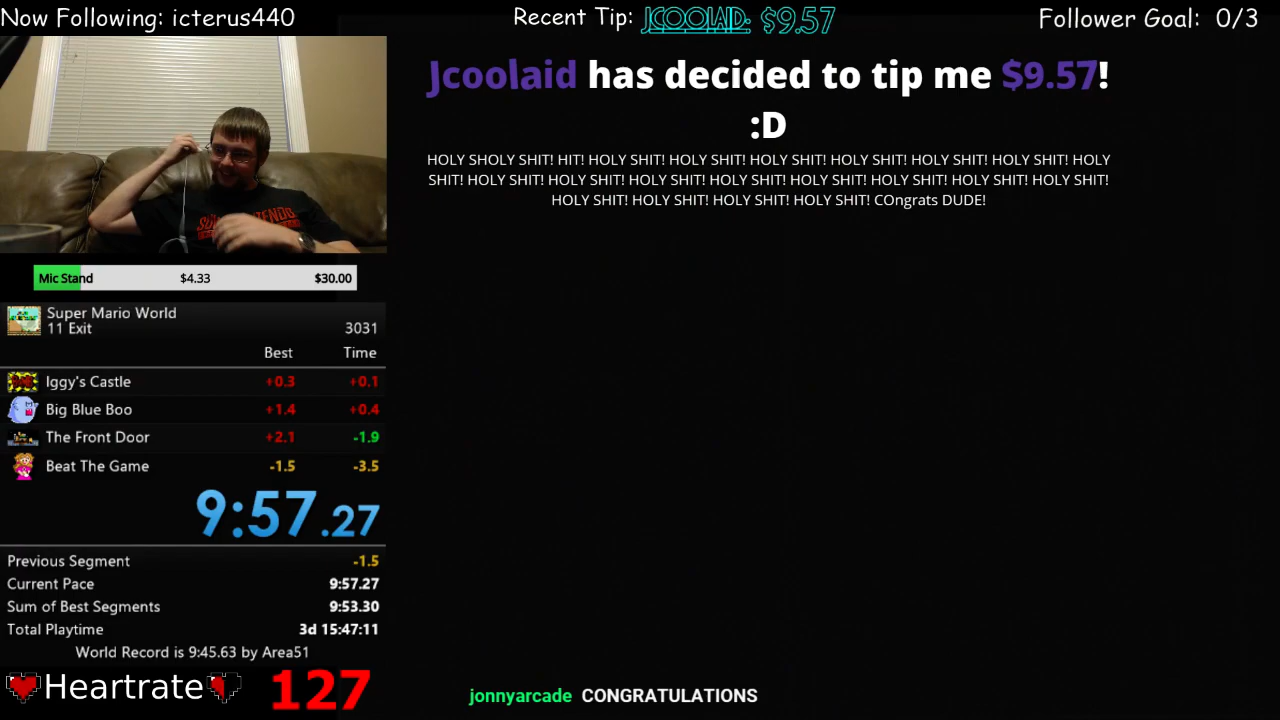 Now Following: icterus440
Recent Tip: JCOOLAID: $9.57
Follower Goal: 0/3
Jcoolaid has decided to tip me $9.57!
:D
HOLY SHOLY SHIT! HIT! HOLY SHIT! HOLY SHIT! HOLY SHIT! HOLY SHIT! HOLY SHIT! HOLY SHIT! HOLY
SHIT! HOLY SHIT! HOLY SHIT! HOLY SHIT! HOLY SHIT! HOLY SHIT! HOLY SHIT! HOLY SHIT! HOLY SHIT!
HOLY SHIT! HOLY SHIT! HOLY SHIT! HOLY SHIT! COngrats DUDE!
Mic Stand $4.33 $30.00
Super Mario World
11 Exit 3031
Best Time
Iggy's Castle +0.3 +0.1
Big Blue Boo +1.4 +0.4
The Front Door +2.1 -1.9
Beat The Game -1.5 -3.5
9:57.27
Previous Segment -1.5
Current Pace 9:57.27
Sum of Best Segments 9:53.30
Total Playtime 3d 15:47:11
World Record is 9:45.63 by Area51
Heartrate 127
jonnyarcade CONGRATULATIONS